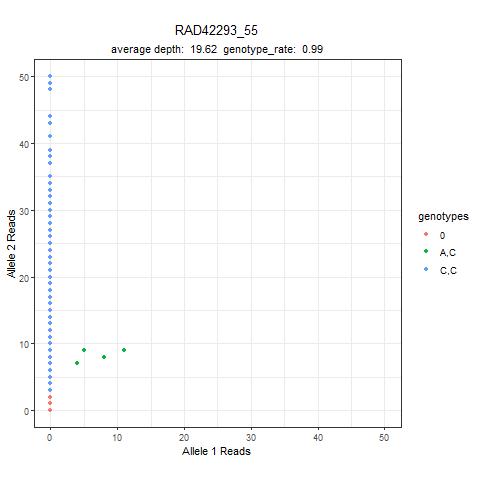 RAD42293_55
average depth:  19.62  genotype_rate:  0.99
50
40
30
20
10
0
Allele 2 Reads
0 10 20 30 40 50
Allele 1 Reads
genotypes
0
A,C
C,C